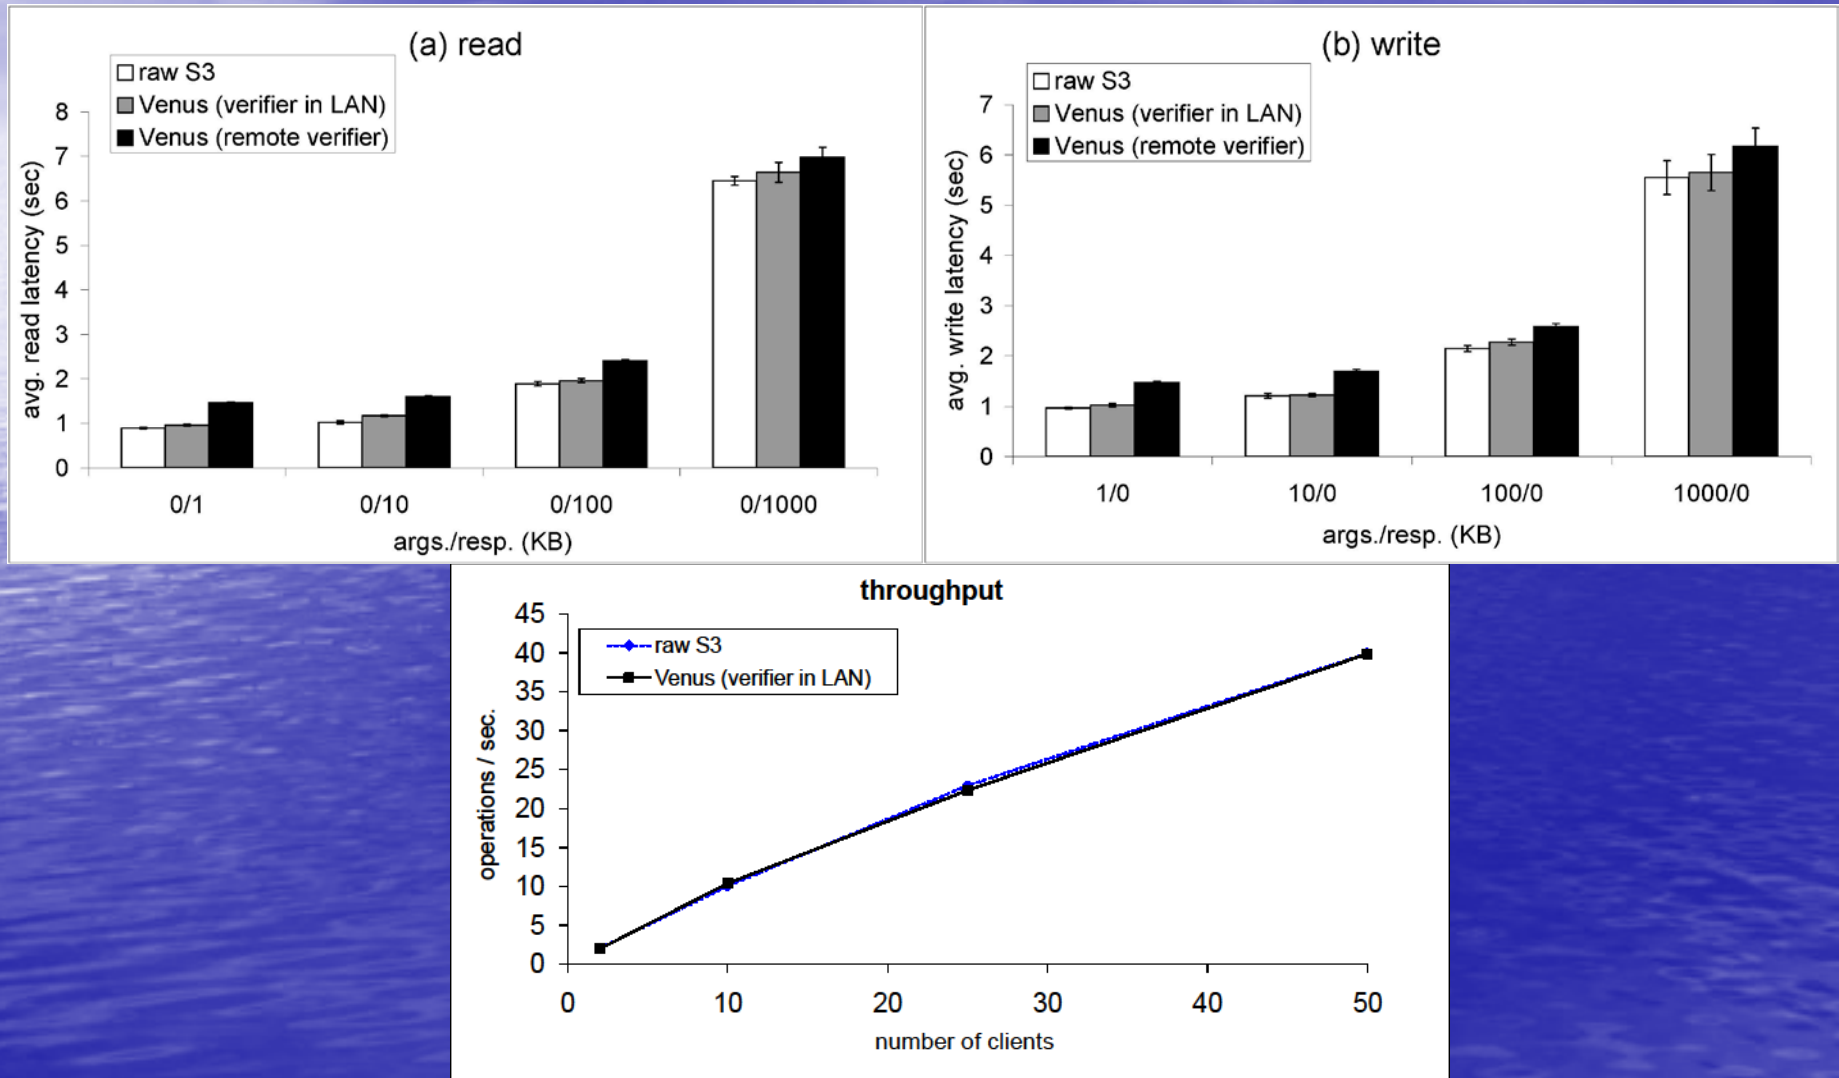 (a) read
raw S3
Venus (verifier in LAN)
Venus (remote verifier)
avg. read latency (sec)
8
7
6
5
4
3
2
1
0
0/1 0/10 0/100 0/1000
args./resp. (KB)
(b) write
raw S3
Venus (verifier in LAN)
Venus (remote verifier)
avg. write latency (sec)
7
6
5
4
3
2
1
0
1/0 10/0 100/0 1000/0
args./resp. (KB)
throughput
raw S3
Venus (verifier in LAN)
operations / sec.
45
40
35
30
25
20
15
10
5
0
0 10 20 30 40 50
number of clients